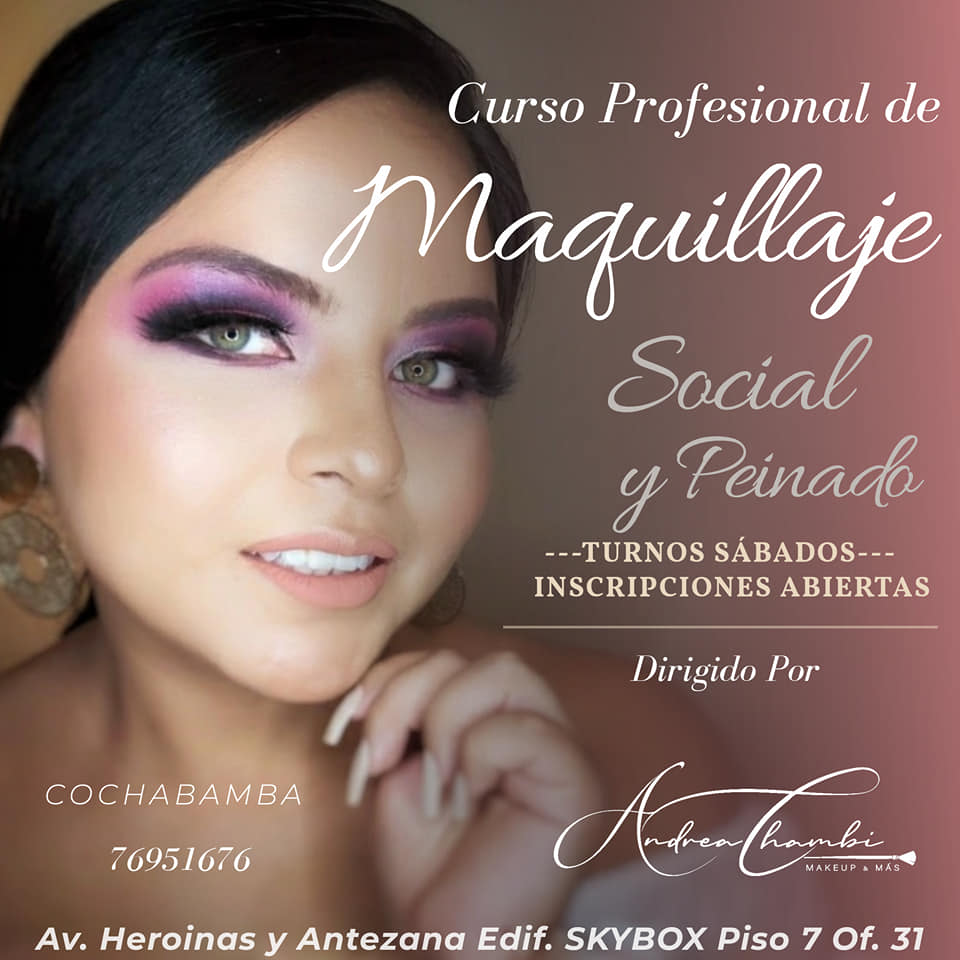 Curso Profesional de
Maquillaje
Social
y Peinado
---TURNOS SÁBADOS---
INSCRIPCIONES ABIERTAS
Dirigido Por
Andrea Chambi
MAKEUP & MÁS
COCHABAMBA
76951676
Av. Heroinas y Antezana Edif. SKYBOX Piso 7 Of. 31